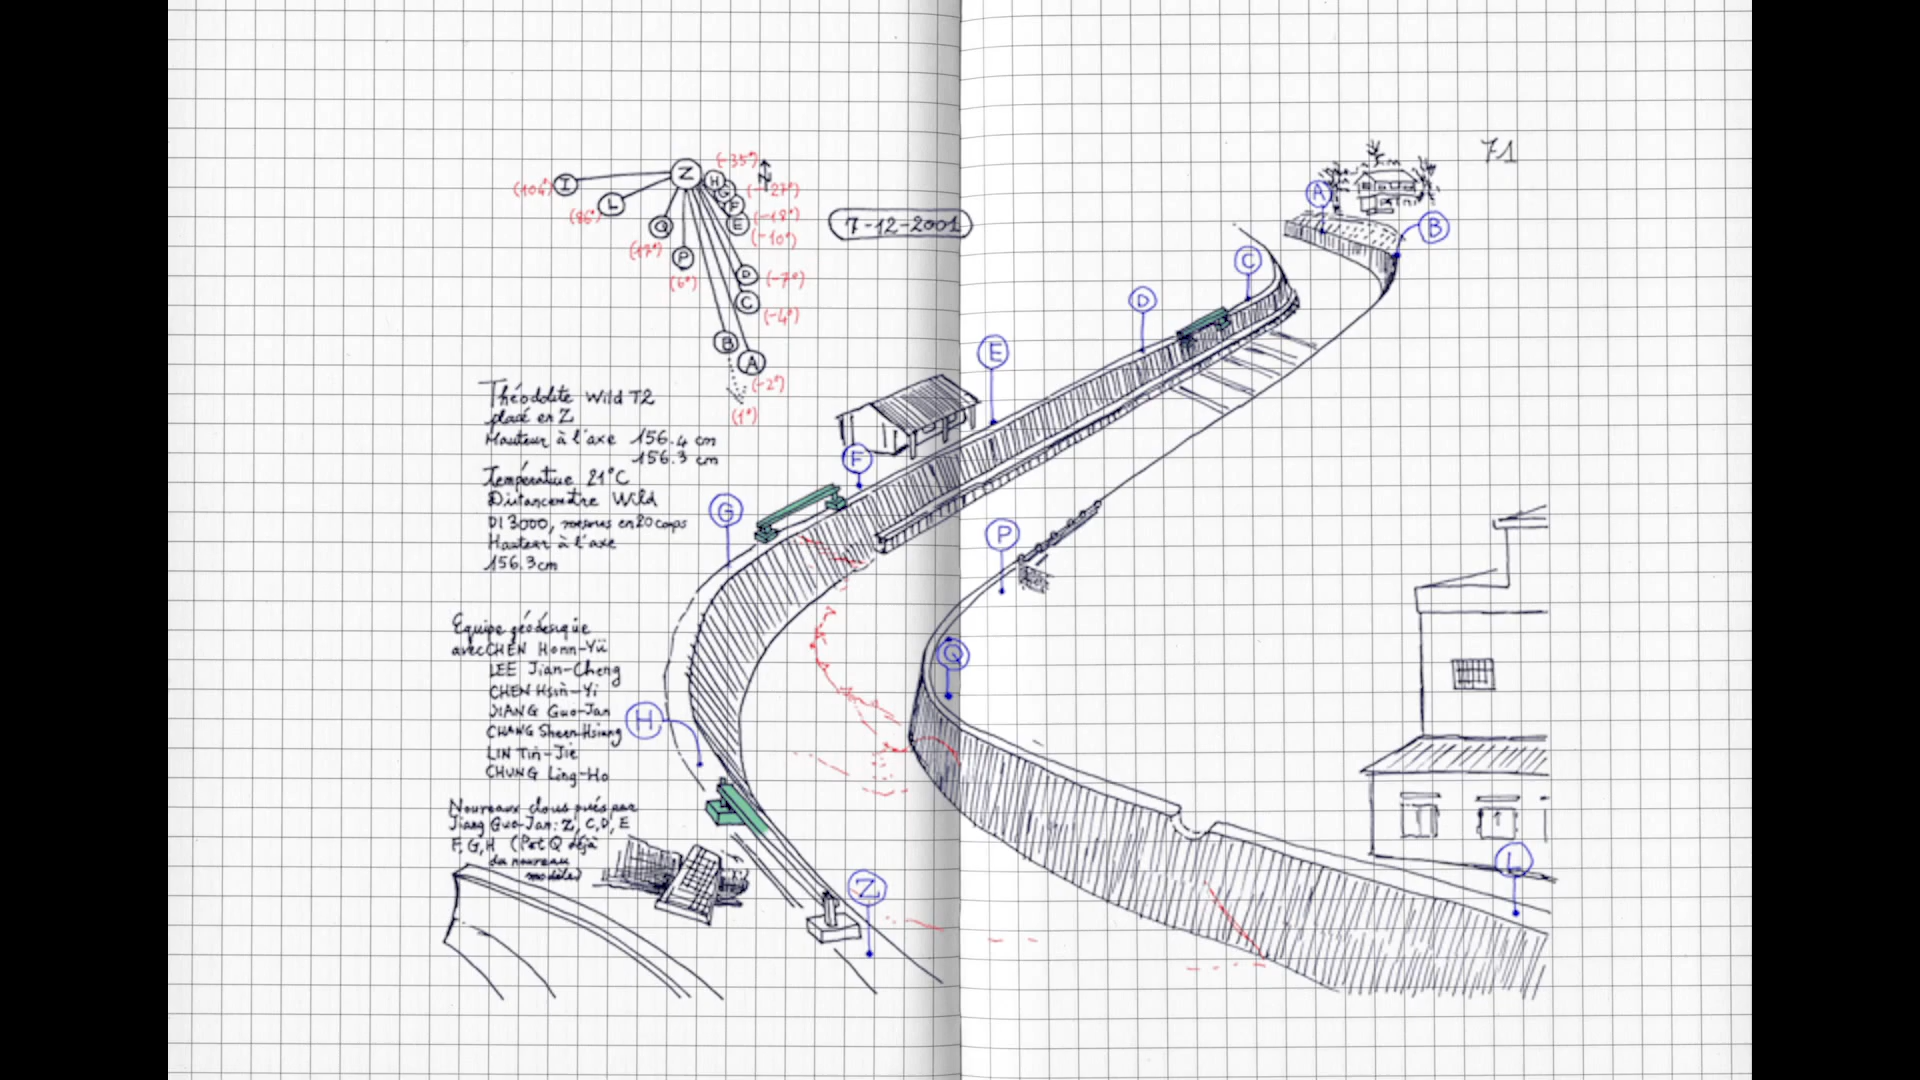 71
(-35°)
N
Z
H
G
(-27°)
I
(104°)
F
L
(86°)
(-18°)
E
Q
(17°)
(-10°)
P
(6°)
D
(-7°)
C
(-4°)
B
A
(-2°)
(1°)
7-12-2001
A
B
C
D
E
F
G
H
P
Q
Z
L
Théodolite Wild T2
placé en Z
Hauteur à l'axe 156.4 cm
156.3 cm
Température 21°C
Distancemètre Wild
DI 3000, mesures en 20 coups
Hauteur à l'axe
156.3 cm
Equipe géodésique
avec CHEN Horn-Yü
LEE Jian-Cheng
CHEN Hsin-Yi
JIANG Guo-Jan
CHANG Sheen-Hsiang
LIN Tin-Jie
CHUNG Ling-Ho
Nouveaux clous posés par
Jiang Guo-Jan: Z, C, D, E
F, G, H (P et Q déjà
du nouveau
modèle)